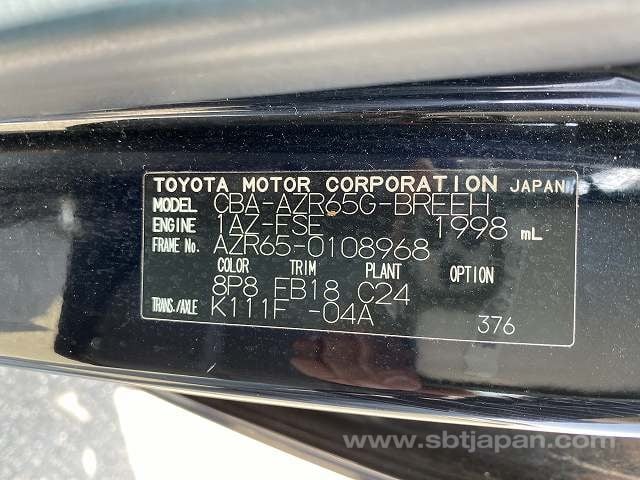 TOYOTA MOTOR CORPORATION JAPAN
MODEL CBA-AZR65G-BREEH
ENGINE 1AZ-FSE 1998 mL
FRAME No. AZR65-0108968
COLOR TRIM PLANT OPTION
8P8 FB18 C24
TRANS./AXLE K111F -04A
376
www.sbtjapan.com